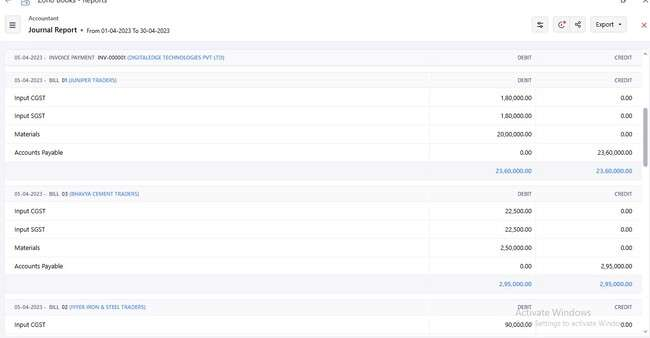 Zoho Books - Reports
Accountant
Journal Report • From 01-04-2023 To 30-04-2023
Export
05-04-2023 - INVOICE PAYMENT INV-000001 (DIGITALEDGE TECHNOLOGIES PVT LTD) DEBIT CREDIT
05-04-2023 - BILL 01 (JUNIPER TRADERS) DEBIT CREDIT
Input CGST 1,80,000.00 0.00
Input SGST 1,80,000.00 0.00
Materials 20,00,000.00 0.00
Accounts Payable 0.00 23,60,000.00
23,60,000.00 23,60,000.00
05-04-2023 - BILL 03 (BHAVYA CEMENT TRADERS) DEBIT CREDIT
Input CGST 22,500.00 0.00
Input SGST 22,500.00 0.00
Materials 2,50,000.00 0.00
Accounts Payable 0.00 2,95,000.00
2,95,000.00 2,95,000.00
05-04-2023 - BILL 02 (IYYER IRON & STEEL TRADERS) DEBIT CREDIT
Activate Windows
Input CGST 90,000.00 0.00
Settings to activate Windows